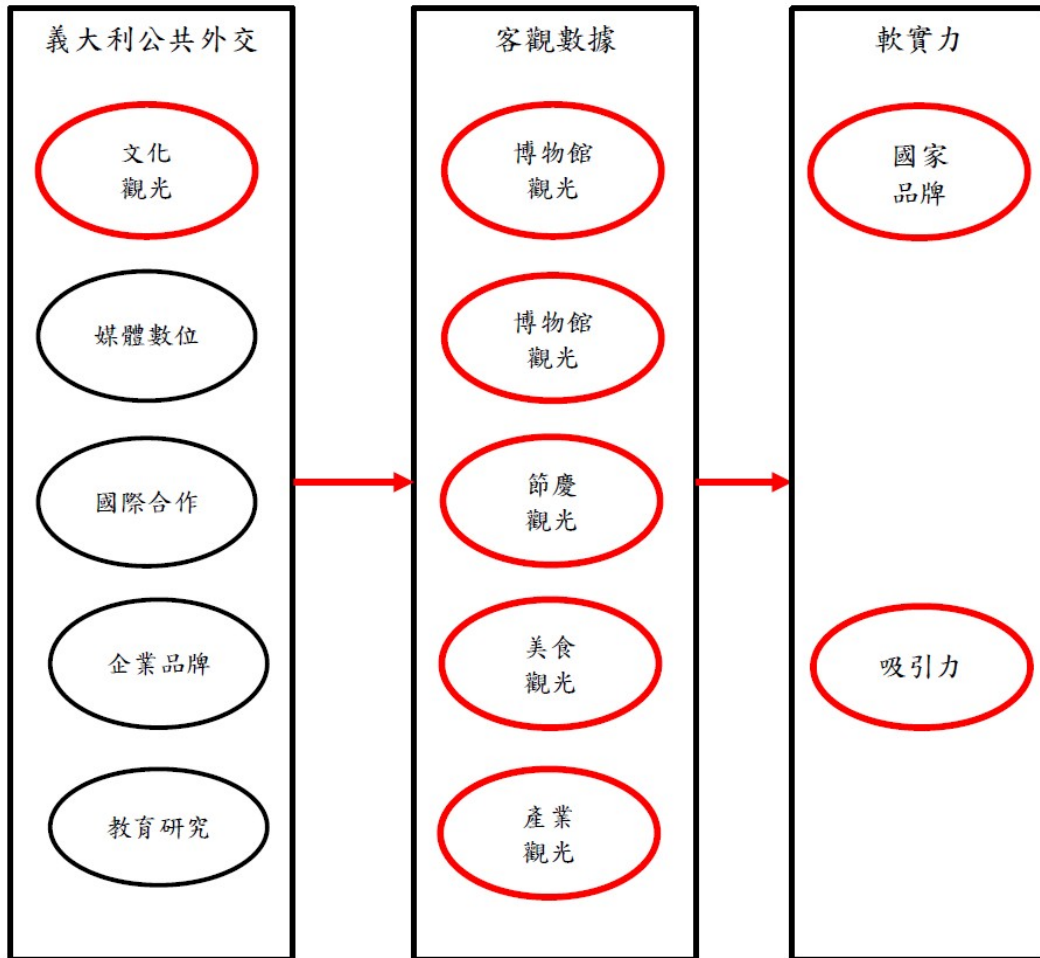 義大利公共外交
文化
觀光
媒體數位
國際合作
企業品牌
教育研究
客觀數據
博物館
觀光
博物館
觀光
節慶
觀光
美食
觀光
產業
觀光
軟實力
國家
品牌
吸引力